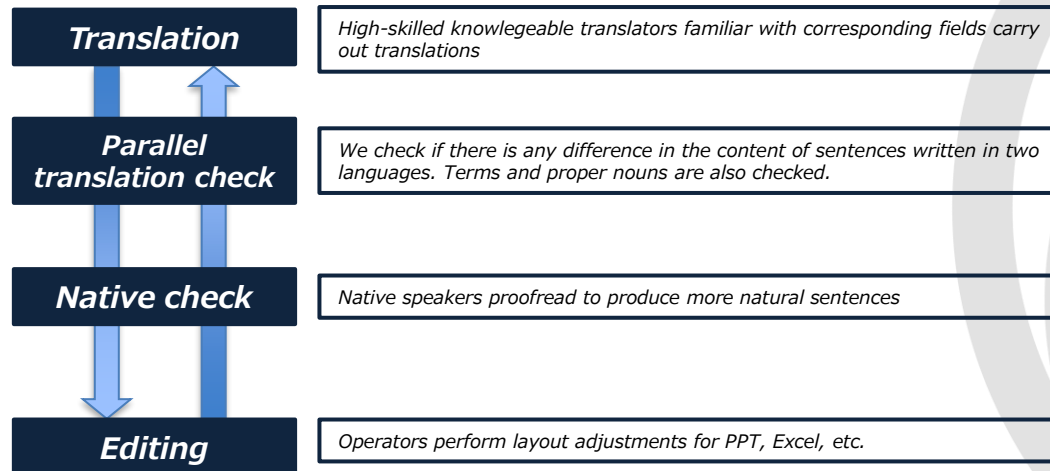 Translation
High-skilled knowlegeable translators familiar with corresponding fields carry
out translations
Parallel
translation check
We check if there is any difference in the content of sentences written in two
languages. Terms and proper nouns are also checked.
Native check
Native speakers proofread to produce more natural sentences
Editing
Operators perform layout adjustments for PPT, Excel, etc.